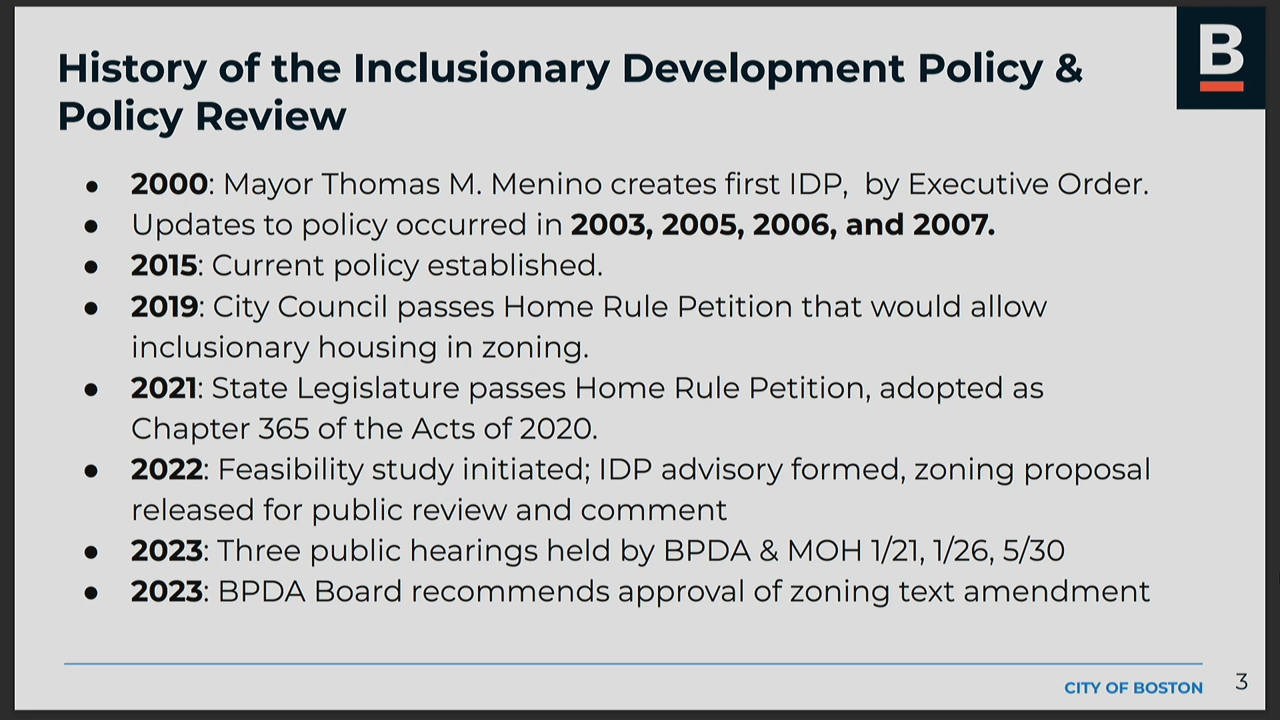 B
History of the Inclusionary Development Policy &
Policy Review
● 2000: Mayor Thomas M. Menino creates first IDP,  by Executive Order.
● Updates to policy occurred in 2003, 2005, 2006, and 2007.
● 2015: Current policy established.
● 2019: City Council passes Home Rule Petition that would allow
inclusionary housing in zoning.
● 2021: State Legislature passes Home Rule Petition, adopted as
Chapter 365 of the Acts of 2020.
● 2022: Feasibility study initiated; IDP advisory formed, zoning proposal
released for public review and comment
● 2023: Three public hearings held by BPDA & MOH 1/21, 1/26, 5/30
● 2023: BPDA Board recommends approval of zoning text amendment
CITY OF BOSTON 3